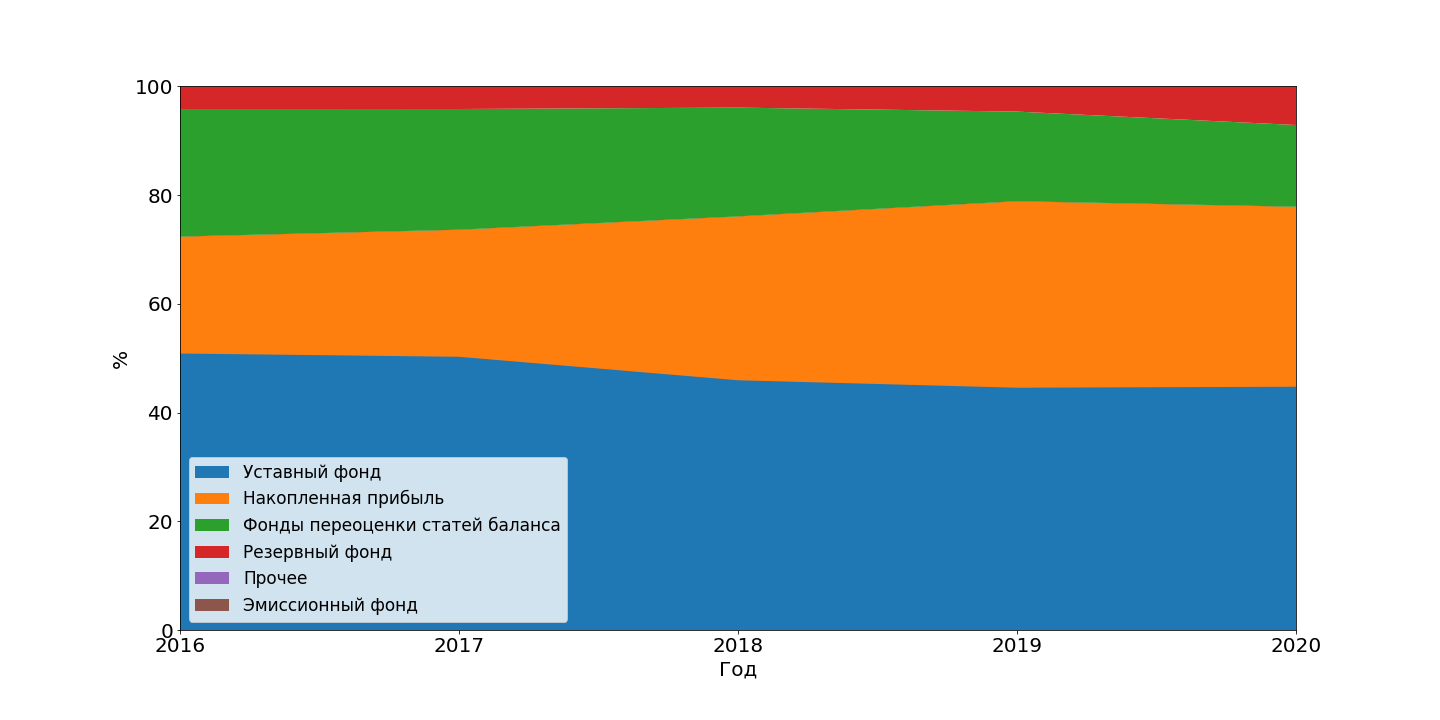 100
80
60
40
20
0
%
Уставный фонд
Накопленная прибыль
Фонды переоценки статей баланса
Резервный фонд
Прочее
Эмиссионный фонд
2016 2017 2018 2019 2020
Год